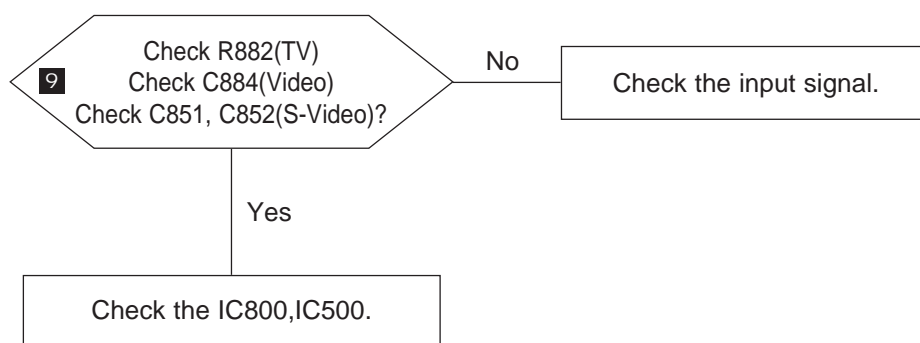 Check R882(TV)
9
Check C884(Video)
Check C851, C852(S-Video)?
No
Check the input signal.
Yes
Check the IC800,IC500.